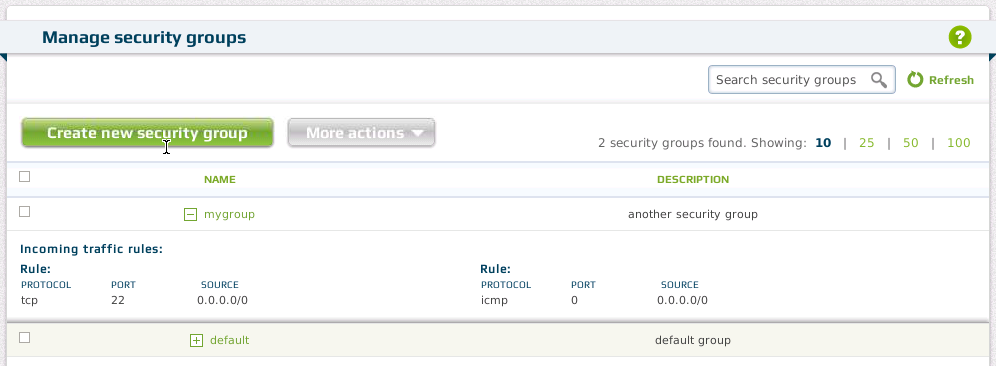 Manage security groups
?
Search security groups
Refresh
Create new security group
More actions
2 security groups found. Showing: 10 | 25 | 50 | 100
NAME DESCRIPTION
mygroup another security group
Incoming traffic rules:
Rule: Rule:
PROTOCOL PORT SOURCE PROTOCOL PORT SOURCE
tcp 22 0.0.0.0/0 icmp 0 0.0.0.0/0
default default group